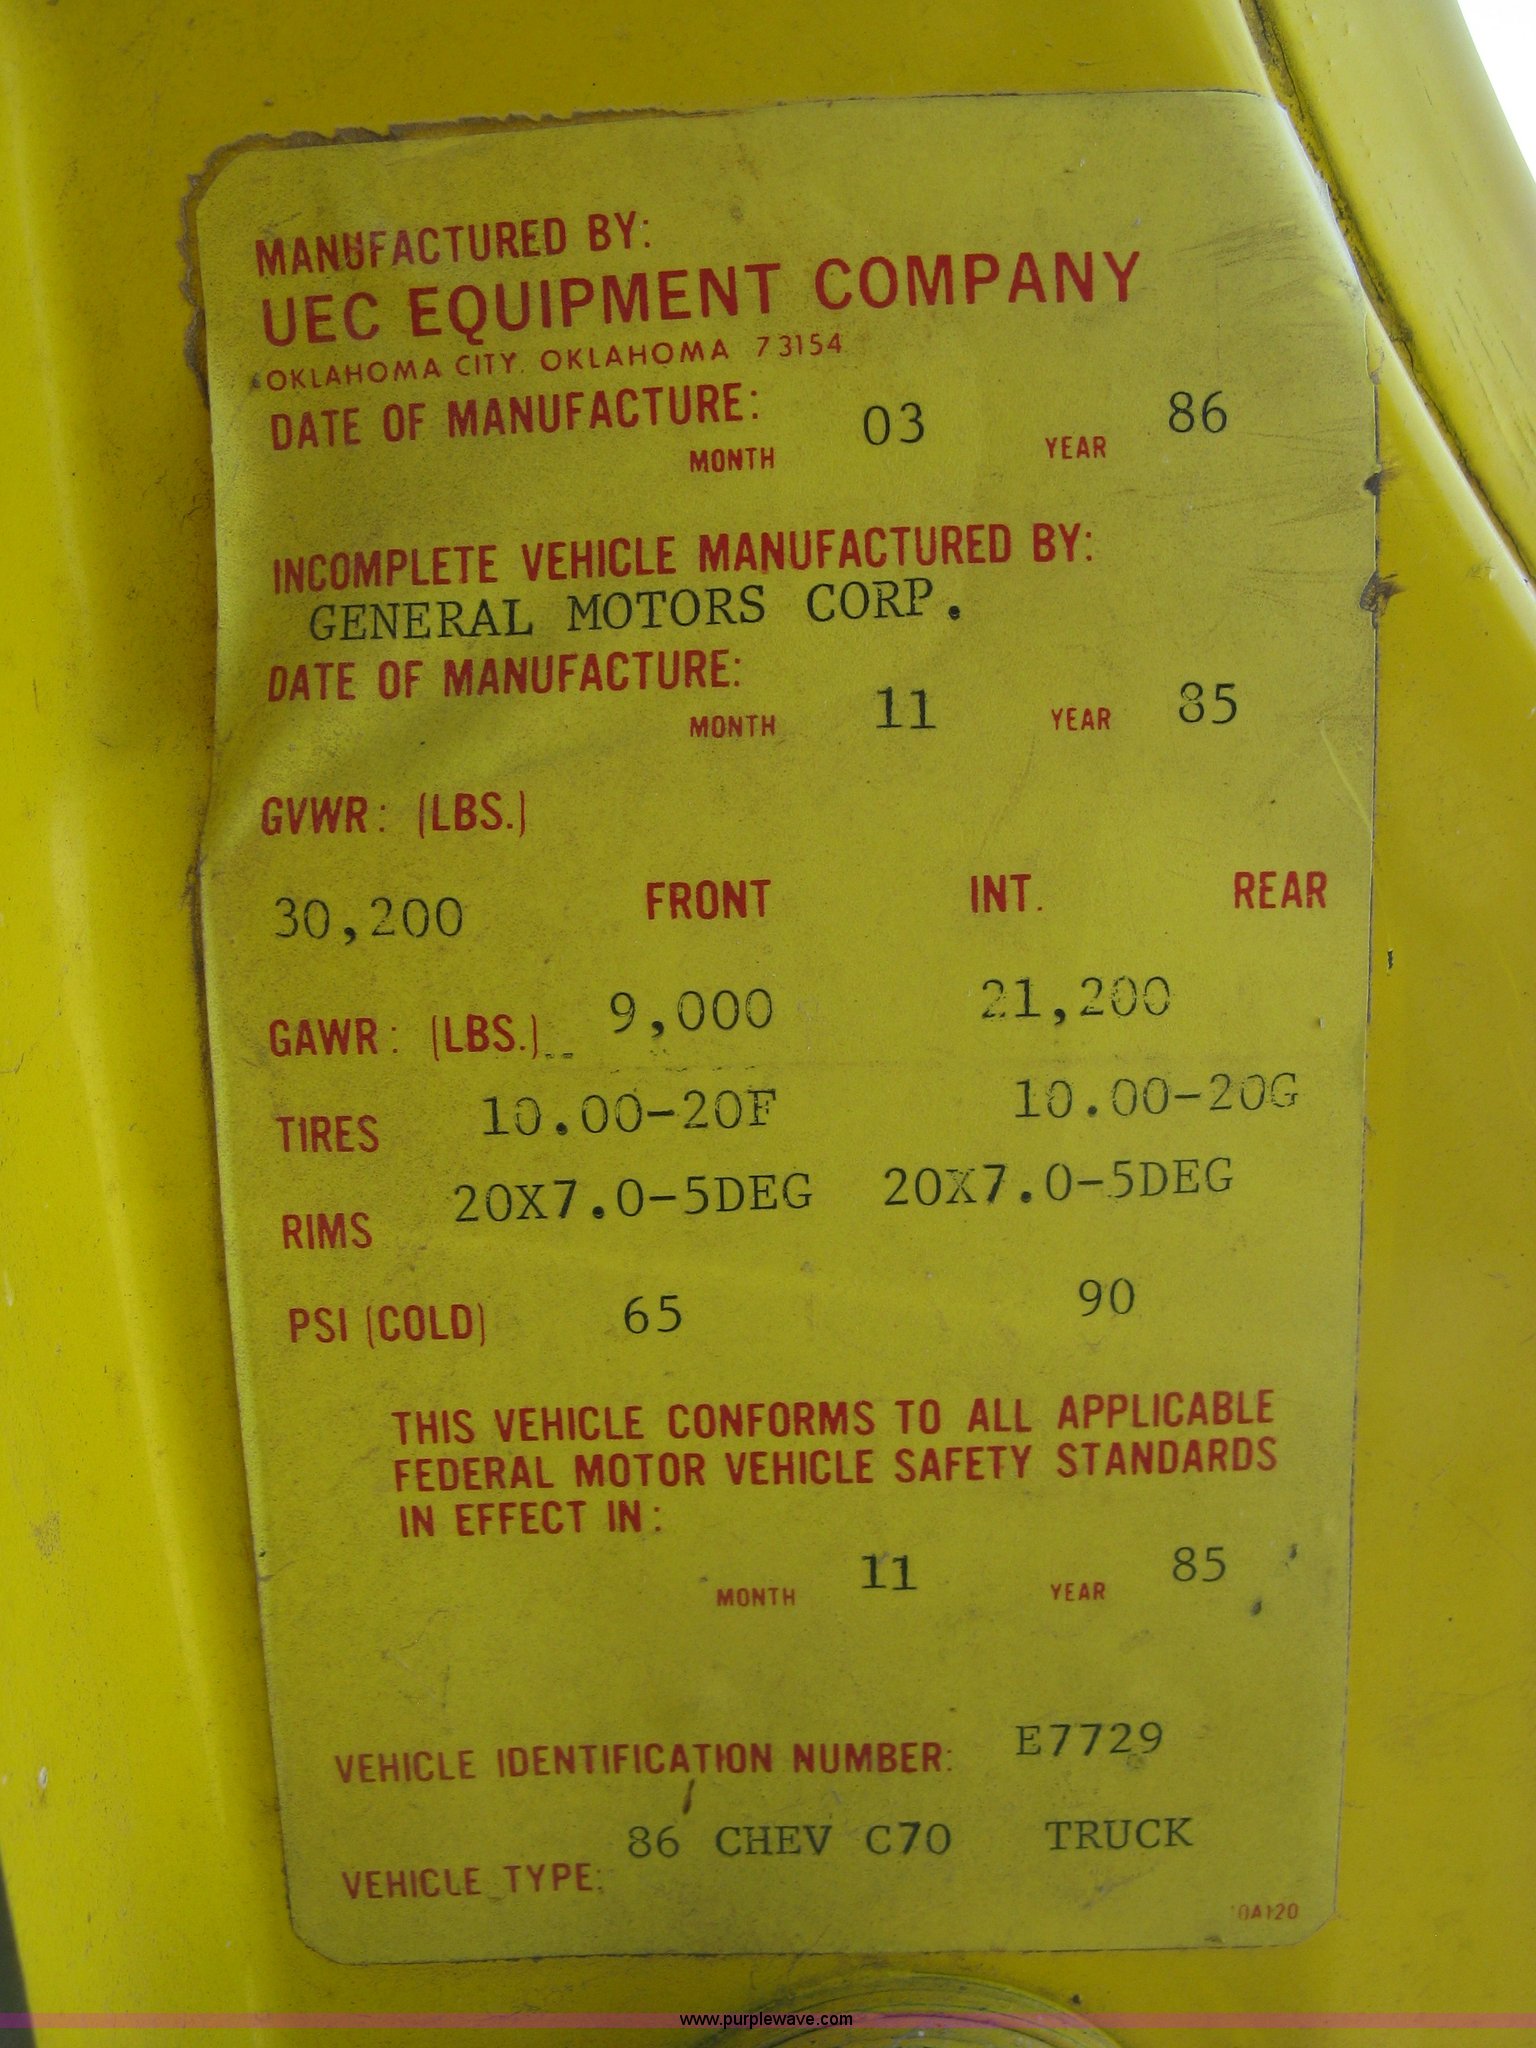 MANUFACTURED BY:
UEC EQUIPMENT COMPANY
OKLAHOMA CITY. OKLAHOMA 73154
DATE OF MANUFACTURE:
MONTH 03 YEAR 86
INCOMPLETE VEHICLE MANUFACTURED BY:
GENERAL MOTORS CORP.
DATE OF MANUFACTURE:
MONTH 11 YEAR 85
GVWR: (LBS.)
30,200 FRONT INT. REAR
GAWR: (LBS.) 9,000 21,200
TIRES 10.00-20F 10.00-20G
RIMS 20X7.0-5DEG 20X7.0-5DEG
PSI (COLD) 65 90
THIS VEHICLE CONFORMS TO ALL APPLICABLE
FEDERAL MOTOR VEHICLE SAFETY STANDARDS
IN EFFECT IN:
MONTH 11 YEAR 85
VEHICLE IDENTIFICATION NUMBER: E7729
VEHICLE TYPE: 86 CHEV C70 TRUCK
www.purplewave.com